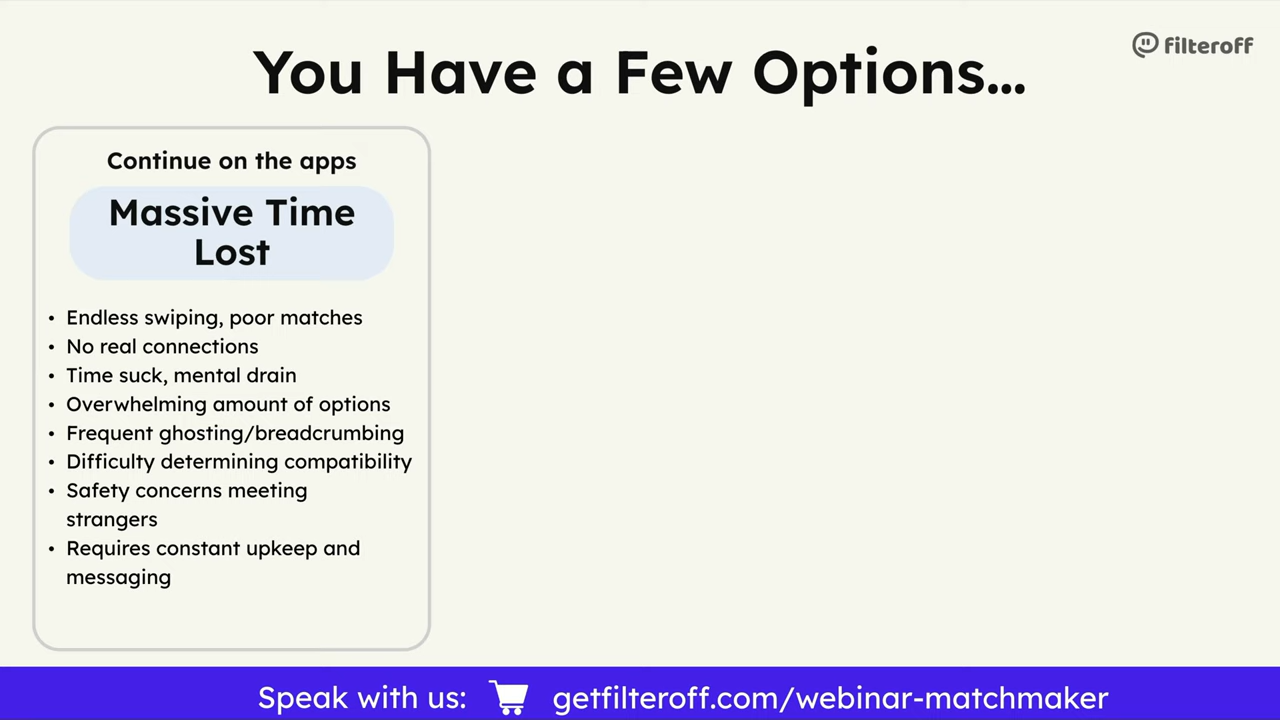 filteroff
You Have a Few Options...
Continue on the apps
Massive Time
Lost
• Endless swiping, poor matches
• No real connections
• Time suck, mental drain
• Overwhelming amount of options
• Frequent ghosting/breadcrumbing
• Difficulty determining compatibility
• Safety concerns meeting
strangers
• Requires constant upkeep and
messaging
Speak with us: getfilteroff.com/webinar-matchmaker